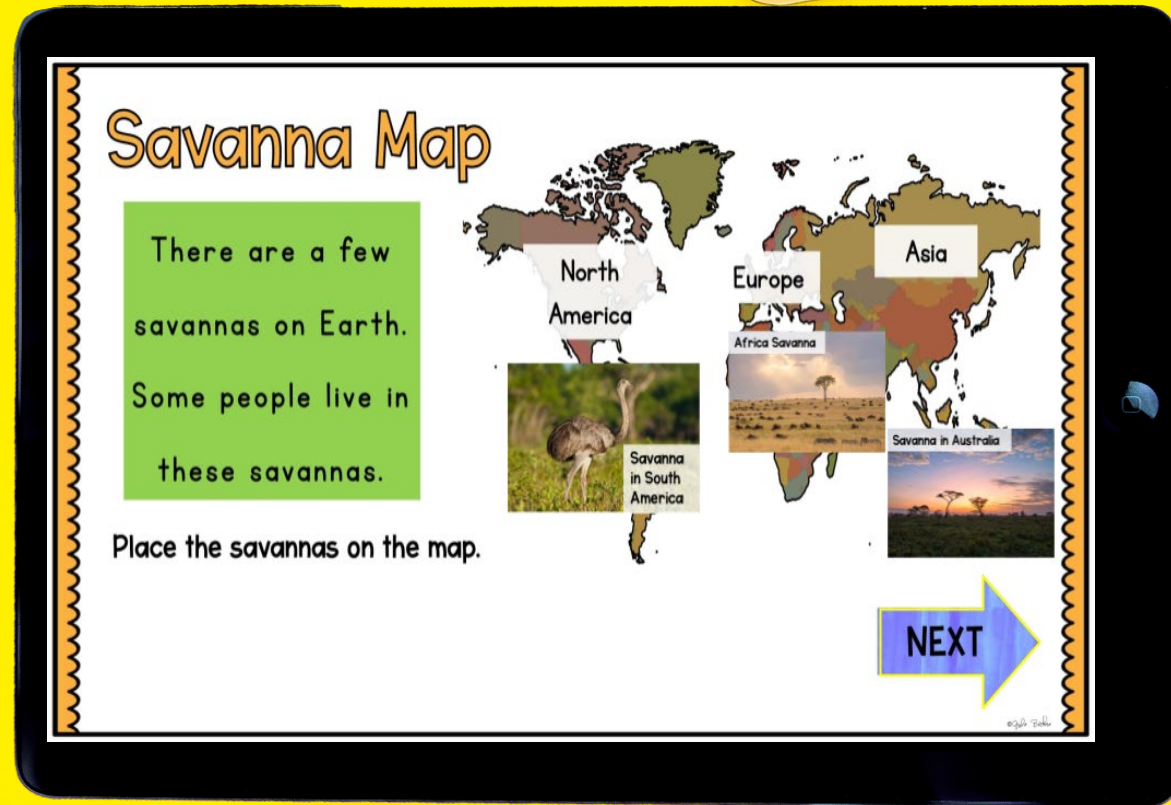 Savanna Map
There are a few
savannas on Earth.
Some people live in
these savannas.
Place the savannas on the map.
North
America
Europe
Asia
Africa Savanna
Savanna
in South
America
Savanna in Australia
NEXT